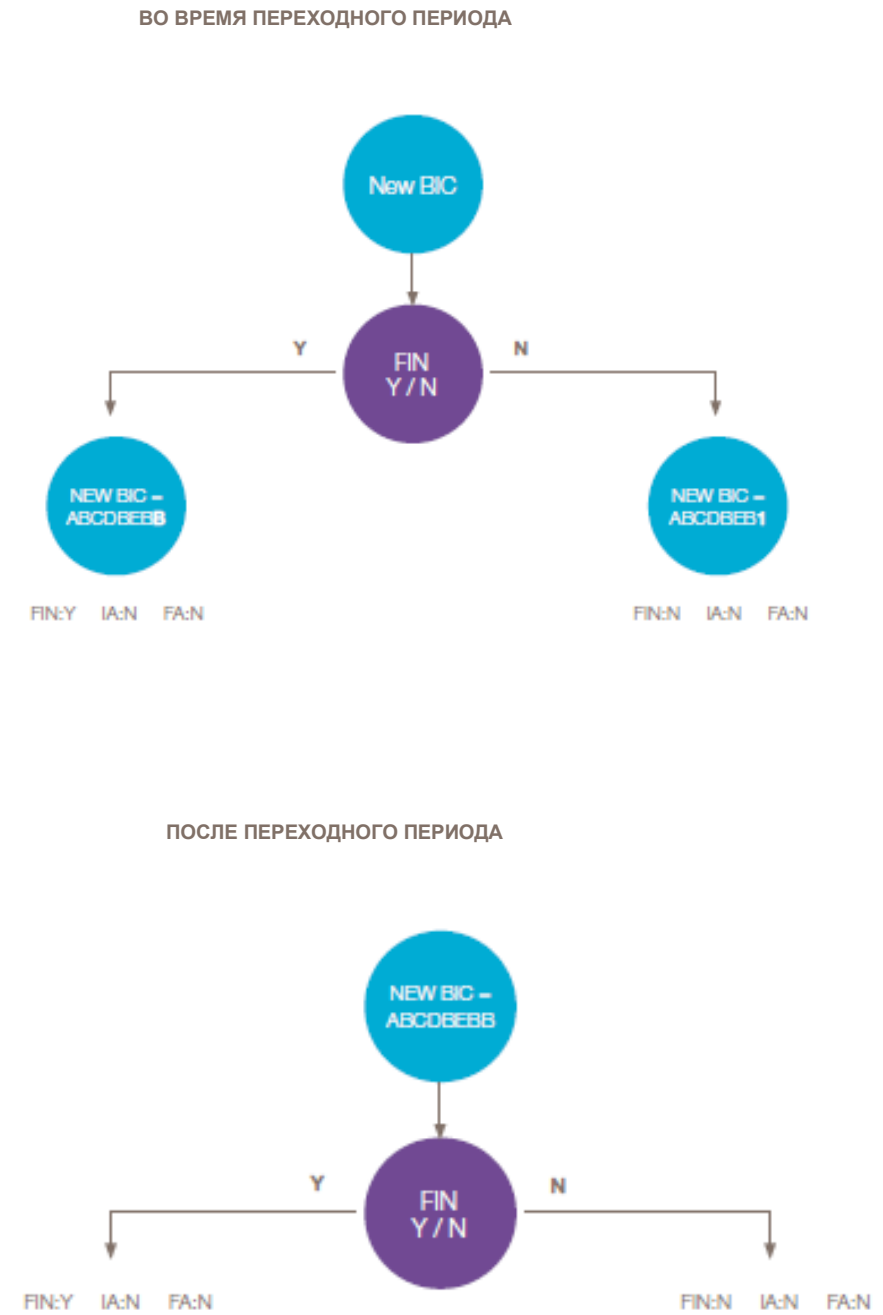 ВО ВРЕМЯ ПЕРЕХОДНОГО ПЕРИОДА
New BIC
Y
N
FIN
Y / N
NEW BIC –
ABCDBEBB
NEW BIC –
ABCDBEB1
FIN:Y IA:N FA:N
FIN:N IA:N FA:N
ПОСЛЕ ПЕРЕХОДНОГО ПЕРИОДА
NEW BIC –
ABCDBEBB
Y
N
FIN
Y / N
FIN:Y IA:N FA:N
FIN:N IA:N FA:N